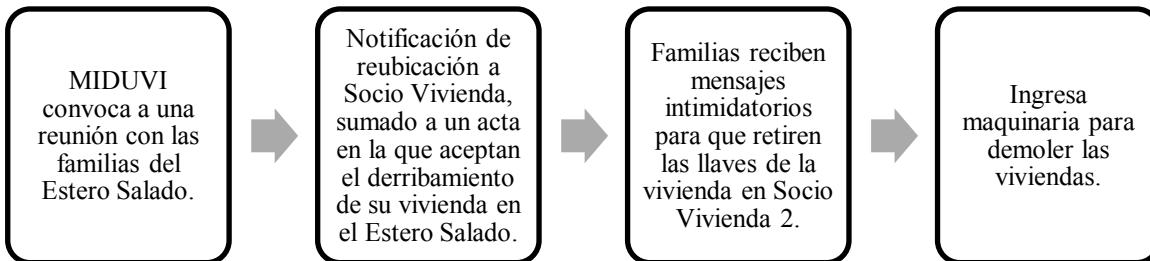 MIDUVI
convoca a una
reunión con las
familias del
Estero Salado.
Notificación de
reubicación a
Socio Vivienda,
sumado a un acta
en la que aceptan
el derribamiento
de su vivienda en
el Estero Salado.
Familias reciben
mensajes
intimidatorios
para que retiren
las llaves de la
vivienda en Socio
Vivienda 2.
Ingresa
maquinaria para
demoler las
viviendas.